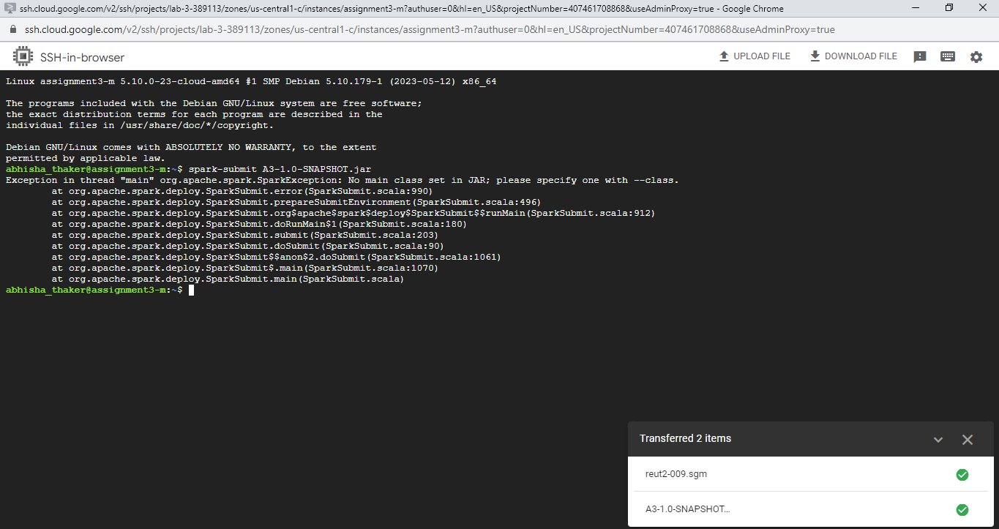 ssh.cloud.google.com/v2/ssh/projects/lab-3-389113/zones/us-central1-c/instances/assignment3-m?authuser=0&hl=en_US&projectNumber=407461708868&useAdminProxy=true - Google Chrome
ssh.cloud.google.com/v2/ssh/projects/lab-3-389113/zones/us-central1-c/instances/assignment3-m?authuser=0&hl=en_US&projectNumber=407461708868&useAdminProxy=true
SSH-in-browser
UPLOAD FILE
DOWNLOAD FILE
Linux assignment3-m 5.10.0-23-cloud-amd64 #1 SMP Debian 5.10.179-1 (2023-05-12) x86_64
The programs included with the Debian GNU/Linux system are free software;
the exact distribution terms for each program are described in the
individual files in /usr/share/doc/*/copyright.
Debian GNU/Linux comes with ABSOLUTELY NO WARRANTY, to the extent
permitted by applicable law.
abhisha_thaker@assignment3-m:~$ spark-submit A3-1.0-SNAPSHOT.jar
Exception in thread "main" org.apache.spark.SparkException: No main class set in JAR; please specify one with --class.
at org.apache.spark.deploy.SparkSubmit.error(SparkSubmit.scala:990)
at org.apache.spark.deploy.SparkSubmit.prepareSubmitEnvironment(SparkSubmit.scala:496)
at org.apache.spark.deploy.SparkSubmit.org$apache$spark$deploy$SparkSubmit$$runMain(SparkSubmit.scala:912)
at org.apache.spark.deploy.SparkSubmit.doRunMain$1(SparkSubmit.scala:180)
at org.apache.spark.deploy.SparkSubmit.submit(SparkSubmit.scala:203)
at org.apache.spark.deploy.SparkSubmit.doSubmit(SparkSubmit.scala:90)
at org.apache.spark.deploy.SparkSubmit$$anon$2.doSubmit(SparkSubmit.scala:1061)
at org.apache.spark.deploy.SparkSubmit$.main(SparkSubmit.scala:1070)
at org.apache.spark.deploy.SparkSubmit.main(SparkSubmit.scala)
abhisha_thaker@assignment3-m:~$
Transferred 2 items
reut2-009.sgm
A3-1.0-SNAPSHOT...